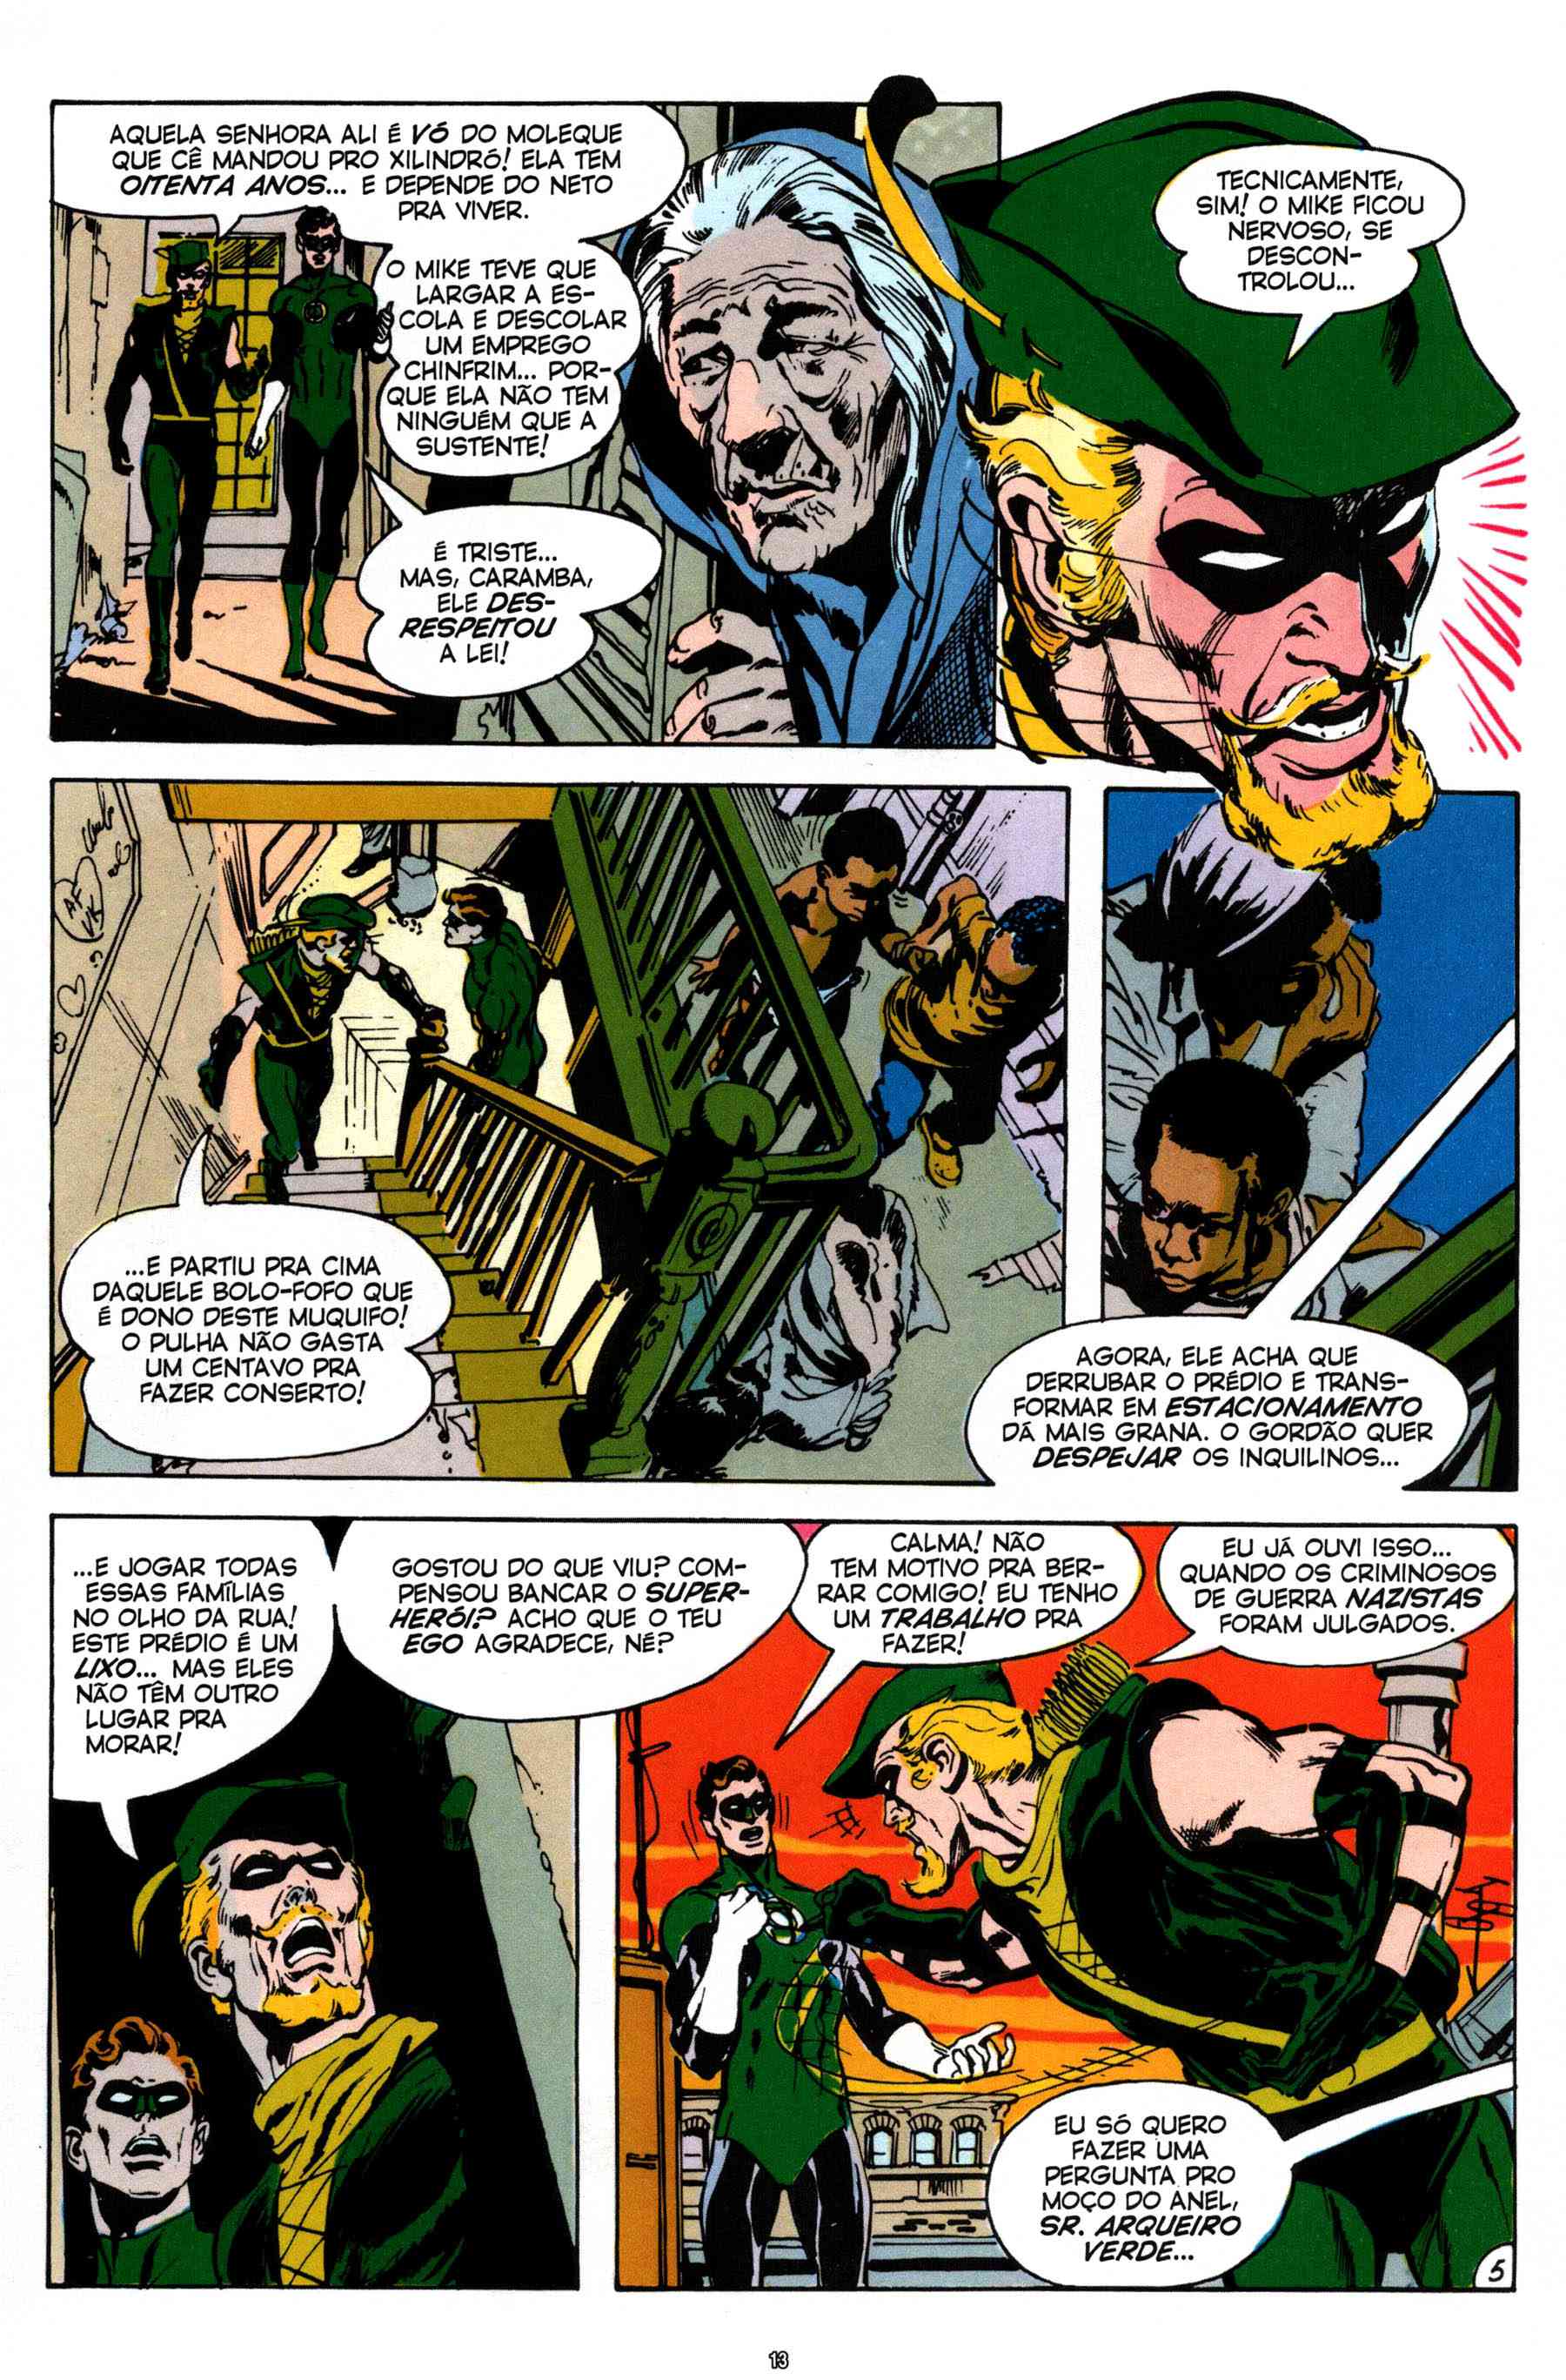 AQUELA SENHORA ALI É VÓ DO MOLEQUE
QUE CÊ MANDOU PRO XILINDRÓ! ELA TEM
OITENTA ANOS... E DEPENDE DO NETO
PRA VIVER.
O MIKE TEVE QUE
LARGAR A ES-
COLA E DESCOLAR
UM EMPREGO
CHINFRIM... POR-
QUE ELA NÃO TEM
NINGUÉM QUE A
SUSTENTE!
É TRISTE...
MAS, CARAMBA,
ELE DES-
RESPEITOU
A LEI!
TECNICAMENTE,
SIM! O MIKE FICOU
NERVOSO, SE
DESCON-
TROLOU...
AF
...E PARTIU PRA CIMA
DAQUELE BOLO-FOFO QUE
É DONO DESTE MUQUIFO!
O PULHA NÃO GASTA
UM CENTAVO PRA
FAZER CONSERTO!
AGORA, ELE ACHA QUE
DERRUBAR O PRÉDIO E TRANS-
FORMAR EM ESTACIONAMENTO
DÁ MAIS GRANA. O GORDÃO QUER
DESPEJAR OS INQUILINOS...
...E JOGAR TODAS
ESSAS FAMÍLIAS
NO OLHO DA RUA!
ESTE PRÉDIO É UM
LIXO... MAS ELES
NÃO TÊM OUTRO
LUGAR PRA
MORAR!
GOSTOU DO QUE VIU? COM-
PENSOU BANCAR O SUPER-
HERÓI? ACHO QUE O TEU
EGO AGRADECE, NÉ?
CALMA! NÃO
TEM MOTIVO PRA BER-
RAR COMIGO! EU TENHO
UM TRABALHO PRA
FAZER!
EU JÁ OUVI ISSO...
QUANDO OS CRIMINOSOS
DE GUERRA NAZISTAS
FORAM JULGADOS.
EU SÓ QUERO
FAZER UMA
PERGUNTA PRO
MOÇO DO ANEL,
SR. ARQUEIRO
VERDE...
5
13